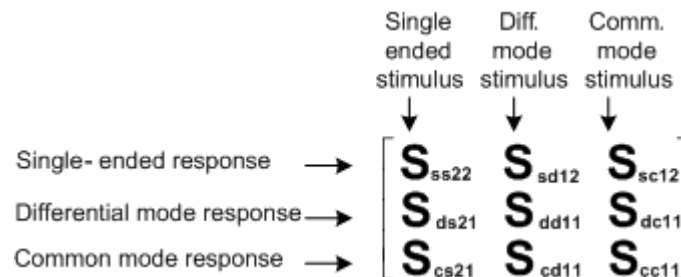 Single Diff. Comm.
ended mode mode
stimulus stimulus stimulus
Single- ended response Sss22 Ssd12 Ssc12
Differential mode response Sds21 Sdd11 Sdc11
Common mode response Scs21 Scd11 Scc11